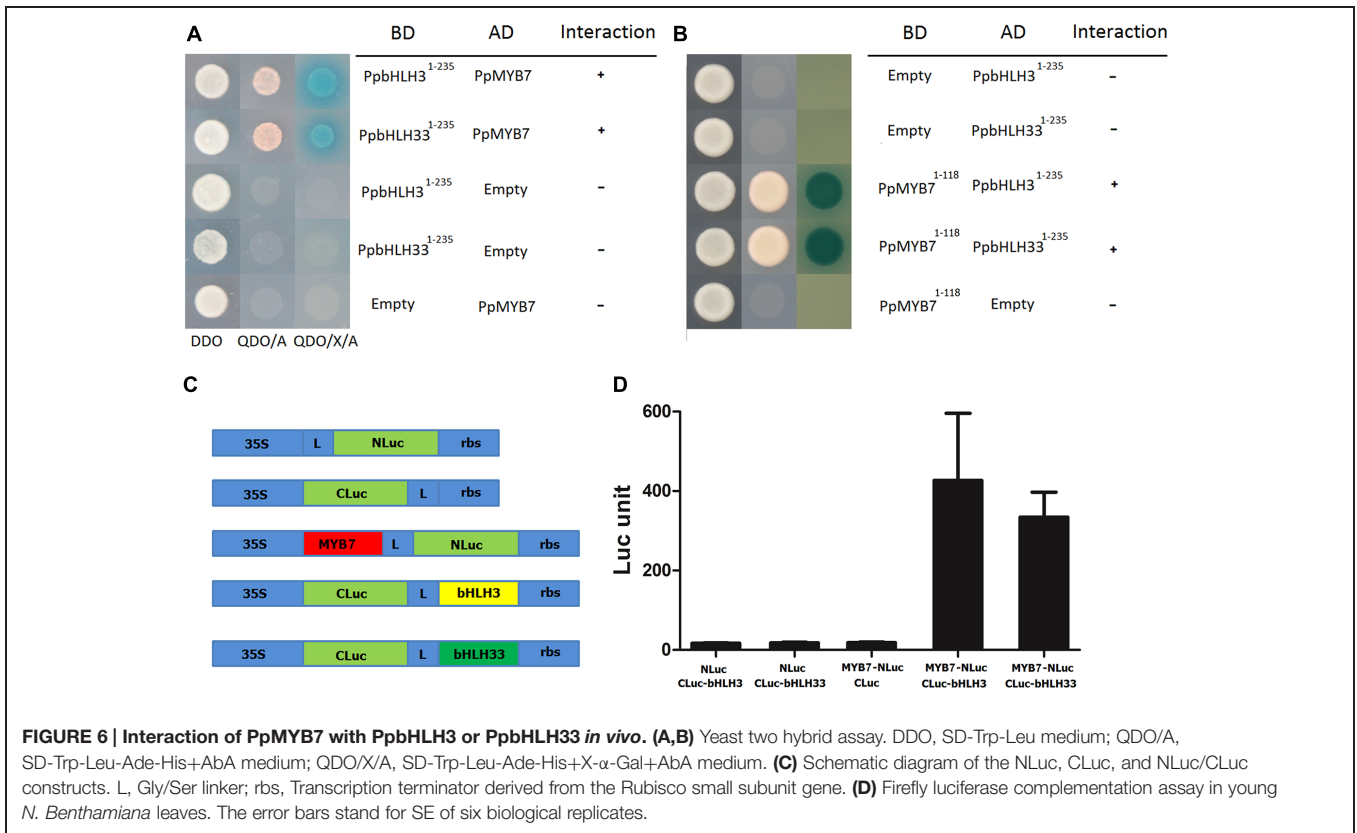 A
BD AD Interaction
PpbHLH3 1-235 PpMYB7 +
PpbHLH33 1-235 PpMYB7 +
PpbHLH3 1-235 Empty –
PpbHLH33 1-235 Empty –
Empty PpMYB7 –
DDO QDO/A QDO/X/A
B
BD AD Interaction
Empty PpbHLH3 1-235 –
Empty PpbHLH33 1-235 –
PpMYB7 1-118 PpbHLH3 1-235 +
PpMYB7 1-118 PpbHLH33 1-235 +
PpMYB7 1-118 Empty –
C
35S L NLuc rbs
35S CLuc L rbs
35S MYB7 L NLuc rbs
35S CLuc L bHLH3 rbs
35S CLuc L bHLH33 rbs
D
Luc unit
600
400
200
0
NLuc
CLuc-bHLH3
NLuc
CLuc-bHLH33
MYB7-NLuc
CLuc
MYB7-NLuc
CLuc-bHLH3
MYB7-NLuc
CLuc-bHLH33
FIGURE 6 | Interaction of PpMYB7 with PpbHLH3 or PpbHLH33 in vivo. (A,B) Yeast two hybrid assay. DDO, SD-Trp-Leu medium; QDO/A,
SD-Trp-Leu-Ade-His+AbA medium; QDO/X/A, SD-Trp-Leu-Ade-His+X-α-Gal+AbA medium. (C) Schematic diagram of the NLuc, CLuc, and NLuc/CLuc
constructs. L, Gly/Ser linker; rbs, Transcription terminator derived from the Rubisco small subunit gene. (D) Firefly luciferase complementation assay in young
N. Benthamiana leaves. The error bars stand for SE of six biological replicates.